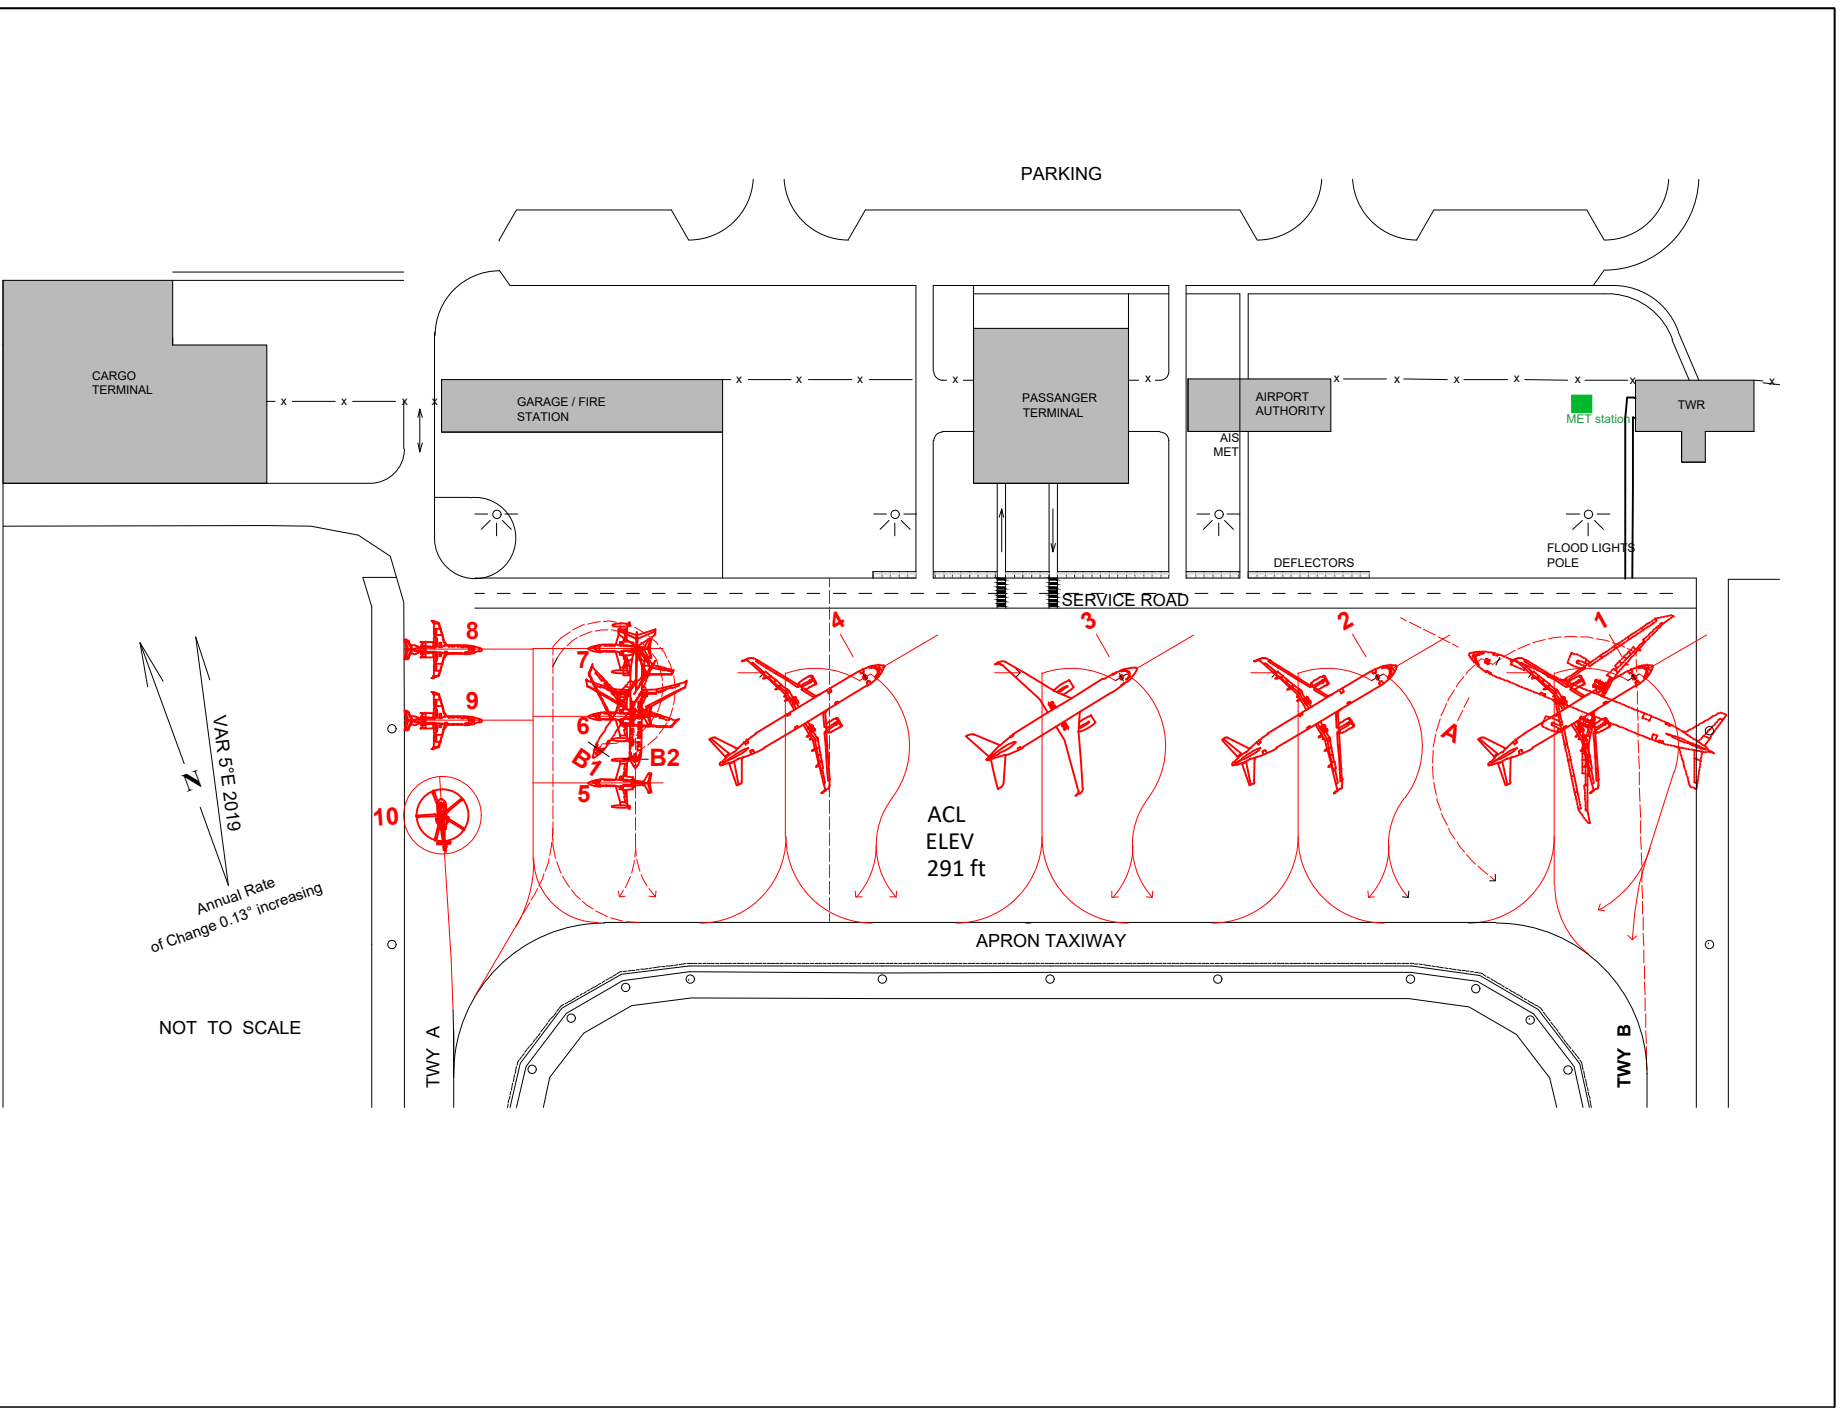 PARKING
CARGO
TERMINAL
GARAGE / FIRE
STATION
PASSANGER
TERMINAL
AIRPORT
AUTHORITY
AIS
MET
MET station
TWR
FLOOD LIGHTS
POLE
DEFLECTORS
SERVICE ROAD
8
7
4
3
2
1
9
6
B1
B2
A
5
10
N
VAR 5°E 2019
Annual Rate
of Change 0.13° increasing
ACL
ELEV
291 ft
APRON TAXIWAY
NOT TO SCALE
TWY A
TWY B